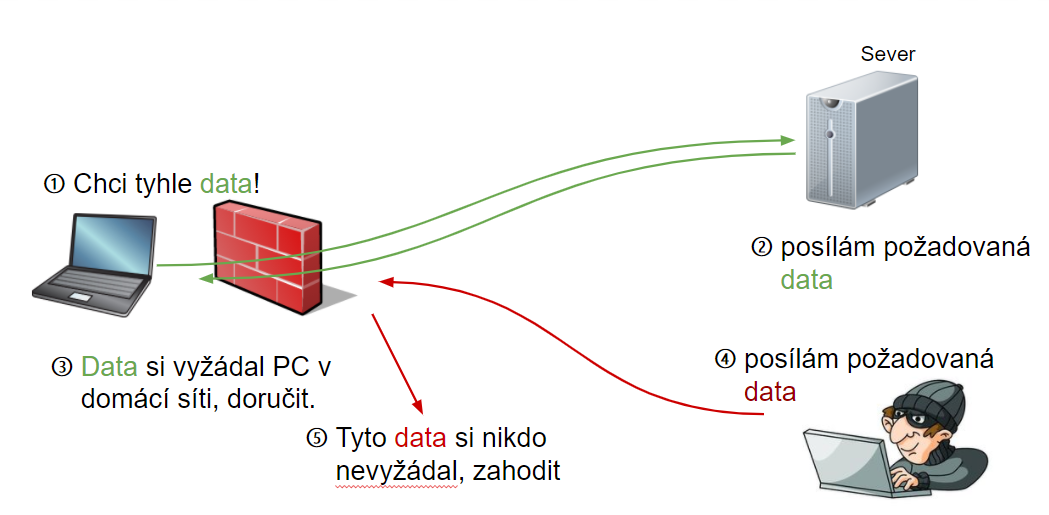 Sever
① Chci tyhle data!
② posílám požadovaná
data
③ Data si vyžádal PC v
domácí síti, doručit.
④ posílám požadovaná
data
⑤ Tyto data si nikdo
nevyžádal, zahodit